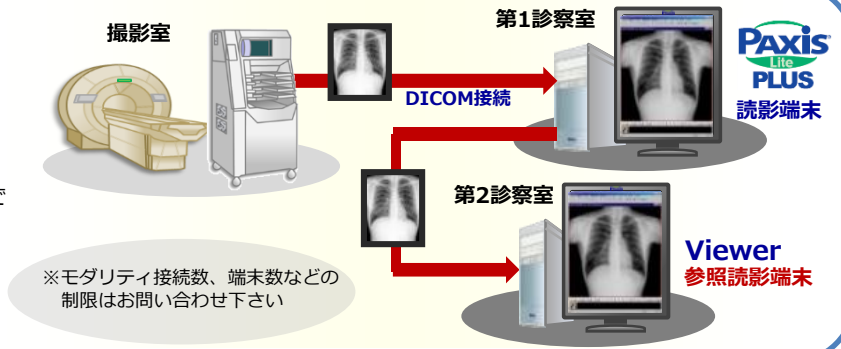 撮影室
第1診察室
PAXIS
Lite
PLUS
読影端末
DICOM接続
で
第2診察室
Viewer
参照読影端末
※モダリティ接続数、端末数などの
制限はお問い合わせ下さい